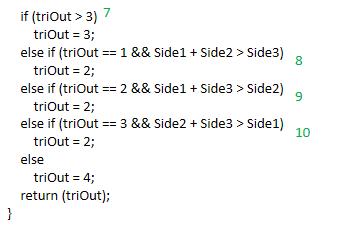 if (triOut > 3) 7
triOut = 3;
else if (triOut == 1 && Side1 + Side2 > Side3) 8
triOut = 2;
else if (triOut == 2 && Side1 + Side3 > Side2) 9
triOut = 2;
else if (triOut == 3 && Side2 + Side3 > Side1) 10
triOut = 2;
else
triOut = 4;
return (triOut);
}